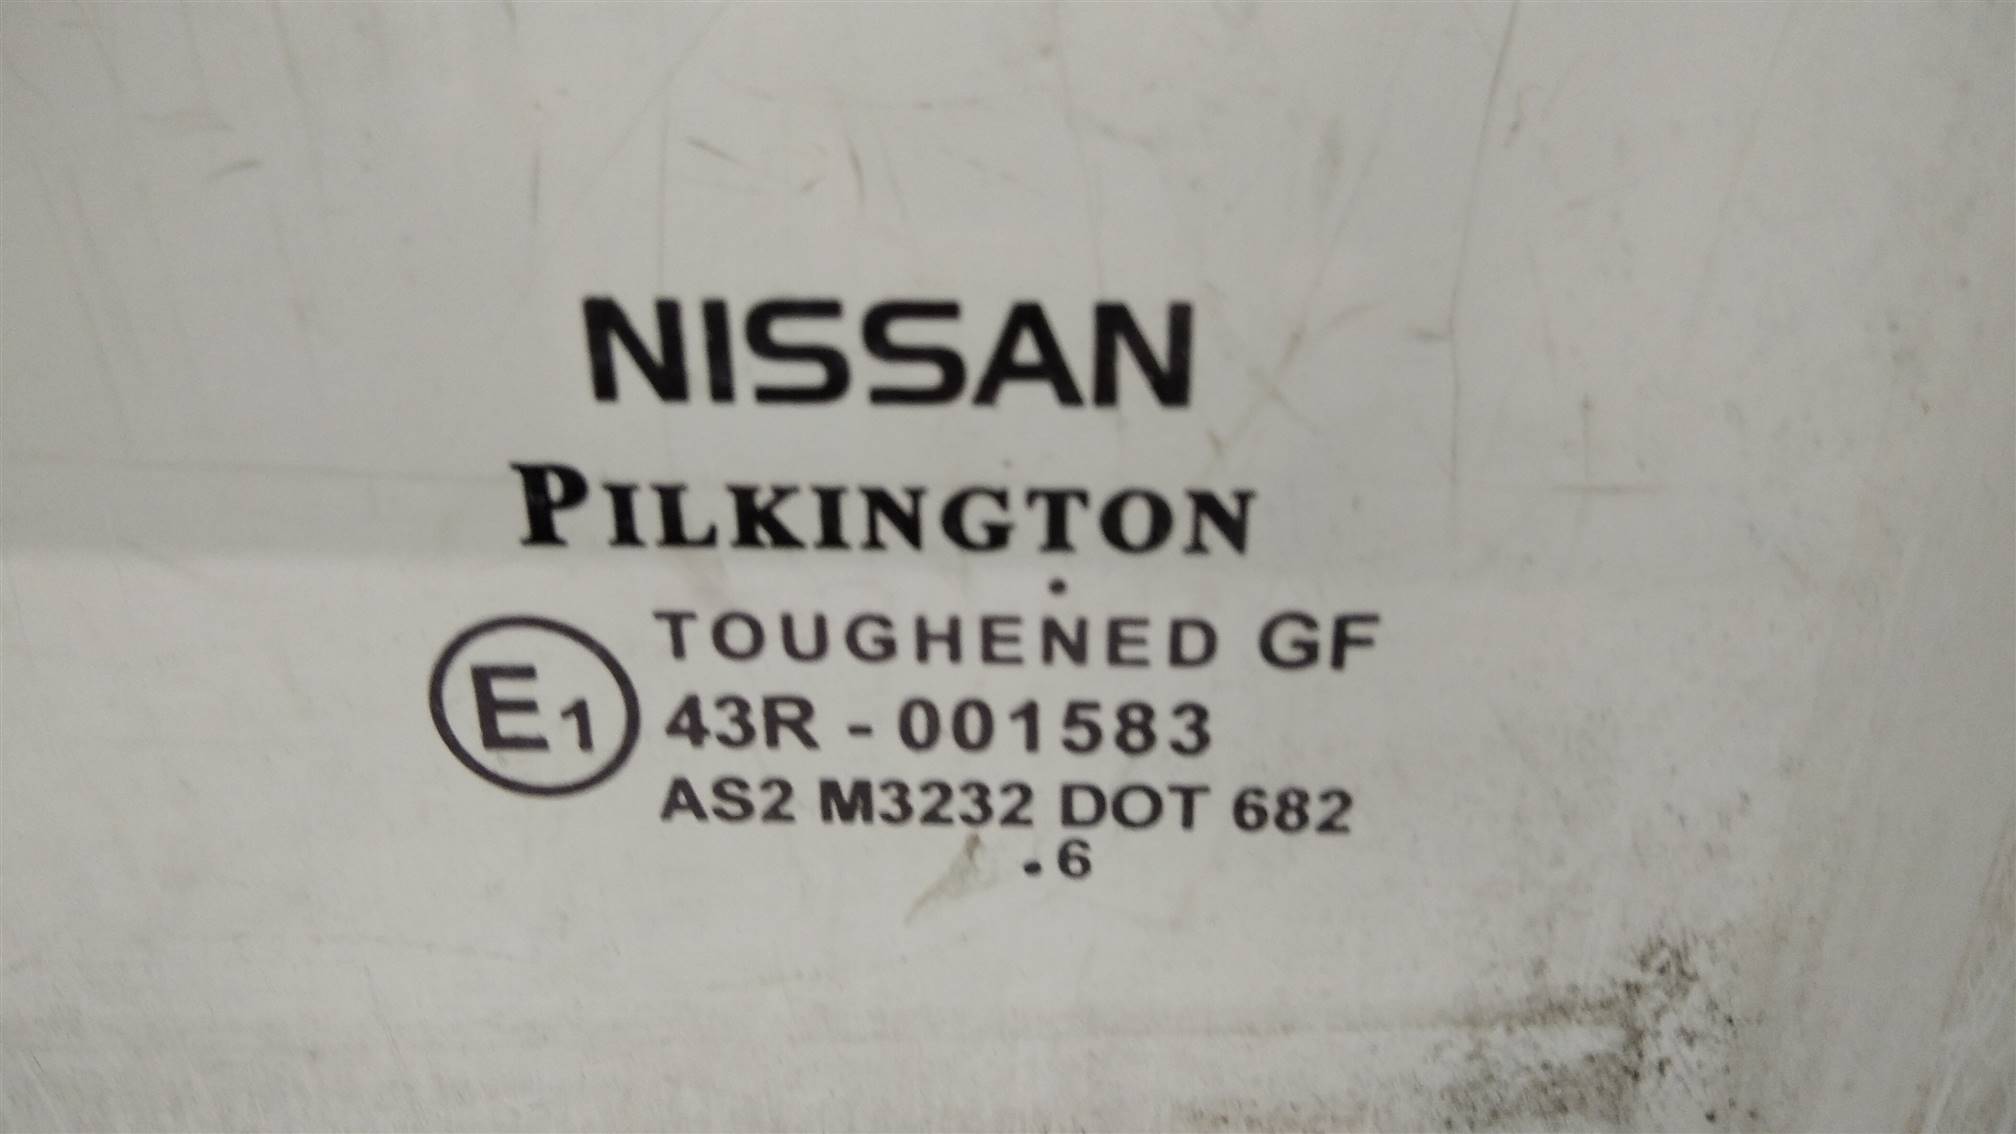 NISSAN
PILKINGTON
.
E1
TOUGHENED GF
43R - 001583
AS2 M3232 DOT 682
. 6